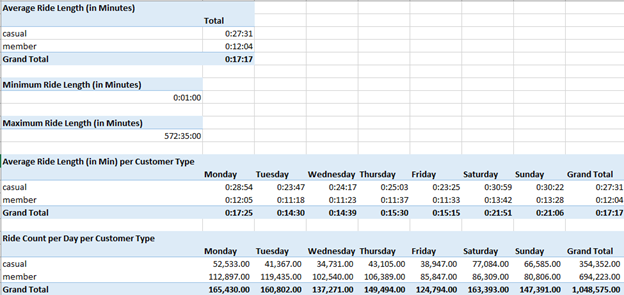 Average Ride Length (in Minutes)
Total
casual 0:27:31
member 0:12:04
Grand Total 0:17:17
Minimum Ride Length (in Minutes)
0:01:00
Maximum Ride Length (in Minutes)
572:35:00
Average Ride Length (in Min) per Customer Type
Monday Tuesday Wednesday Thursday Friday Saturday Sunday Grand Total
casual 0:28:54 0:23:47 0:24:17 0:25:03 0:23:25 0:30:59 0:30:22 0:27:31
member 0:12:05 0:11:18 0:11:23 0:11:37 0:11:33 0:13:42 0:13:28 0:12:04
Grand Total 0:17:25 0:14:30 0:14:39 0:15:30 0:15:15 0:21:51 0:21:06 0:17:17
Ride Count per Day per Customer Type
Monday Tuesday Wednesday Thursday Friday Saturday Sunday Grand Total
casual 52,533.00 41,367.00 34,731.00 43,105.00 38,947.00 77,084.00 66,585.00 354,352.00
member 112,897.00 119,435.00 102,540.00 106,389.00 85,847.00 86,309.00 80,806.00 694,223.00
Grand Total 165,430.00 160,802.00 137,271.00 149,494.00 124,794.00 163,393.00 147,391.00 1,048,575.00